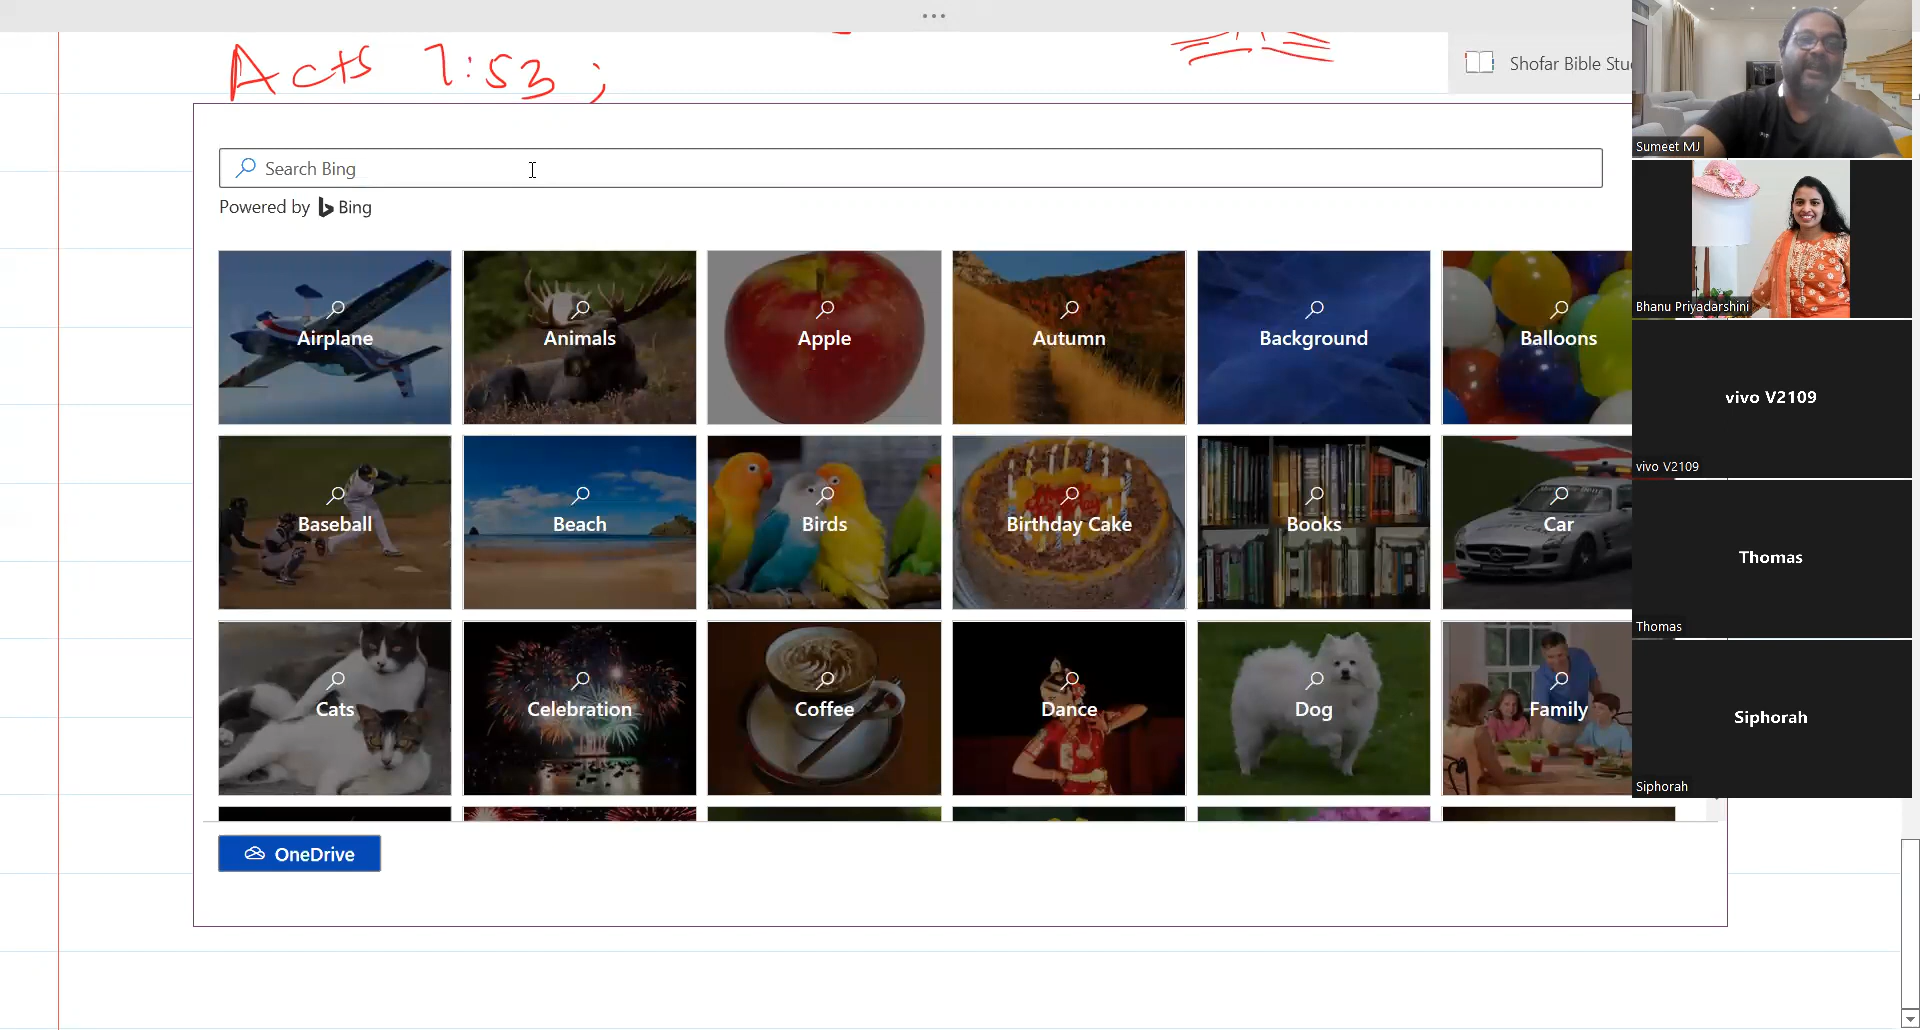 Acts 7:53 ;
Shofar Bible Stu
Search Bing
Powered by Bing
Airplane
Animals
Apple
Autumn
Background
Balloons
Baseball
Beach
Birds
Birthday Cake
Books
Car
Cats
Celebration
Coffee
Dance
Dog
Family
OneDrive
Sumeet MJ
Bhanu Priyadarshini
vivo V2109
vivo V2109
Thomas
Thomas
Siphorah
Siphorah